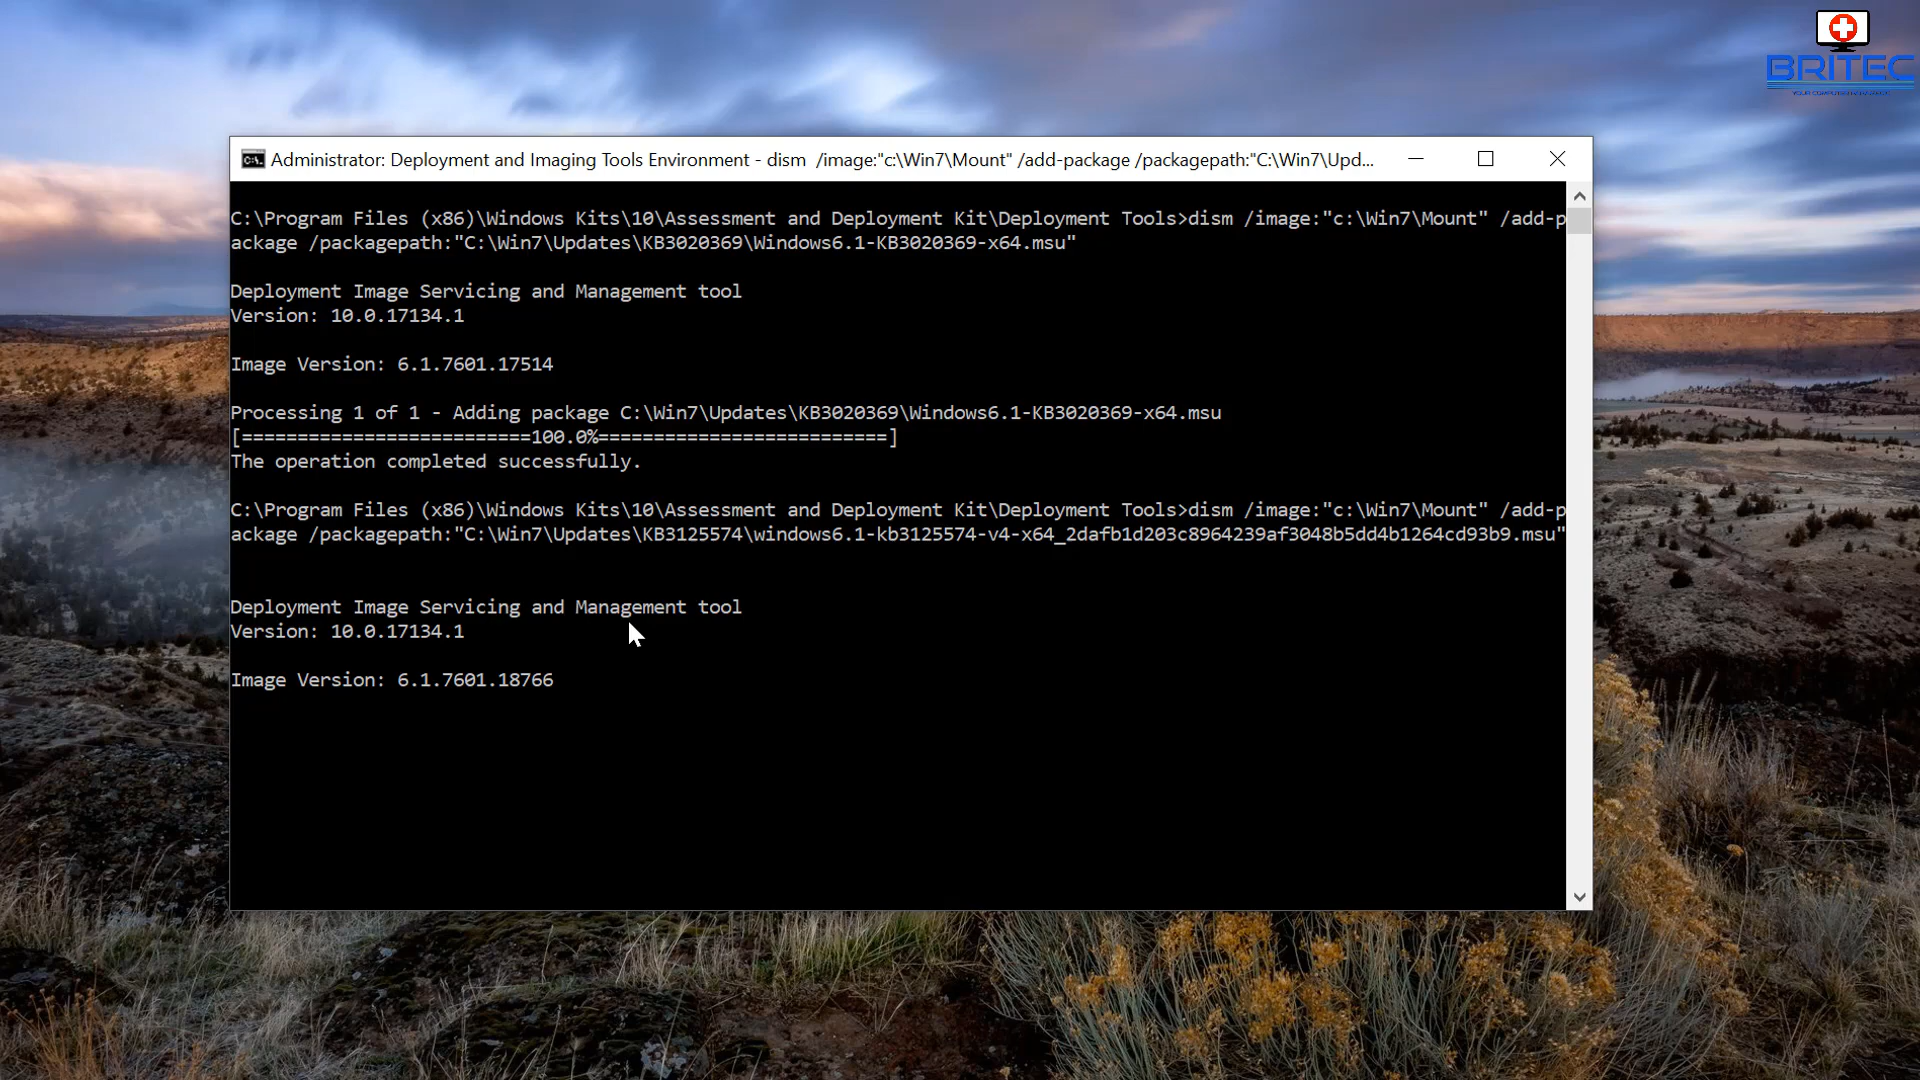 BRITEC
Administrator: Deployment and Imaging Tools Environment - dism  /image:"c:\Win7\Mount" /add-package /packagepath:"C:\Win7\Upd...
C:\Program Files (x86)\Windows Kits\10\Assessment and Deployment Kit\Deployment Tools>dism /image:"c:\Win7\Mount" /add-p
ackage /packagepath:"C:\Win7\Updates\KB3020369\Windows6.1-KB3020369-x64.msu"
Deployment Image Servicing and Management tool
Version: 10.0.17134.1
Image Version: 6.1.7601.17514
Processing 1 of 1 - Adding package C:\Win7\Updates\KB3020369\Windows6.1-KB3020369-x64.msu
[==========================100.0%==========================]
The operation completed successfully.
C:\Program Files (x86)\Windows Kits\10\Assessment and Deployment Kit\Deployment Tools>dism /image:"c:\Win7\Mount" /add-p
ackage /packagepath:"C:\Win7\Updates\KB3125574\windows6.1-kb3125574-v4-x64_2dafb1d203c8964239af3048b5dd4b1264cd93b9.msu"
Deployment Image Servicing and Management tool
Version: 10.0.17134.1
Image Version: 6.1.7601.18766